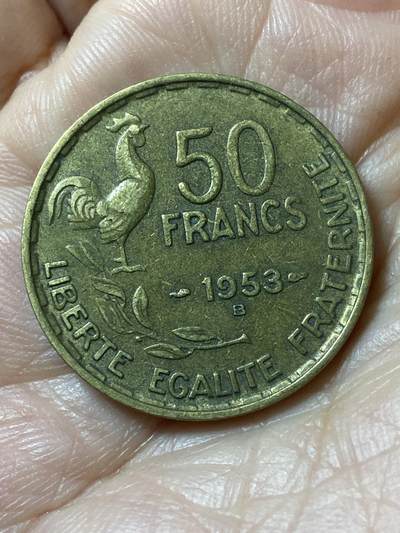 50
FRANCS
1953
B
LIBERTE EGALITE FRATERNITE